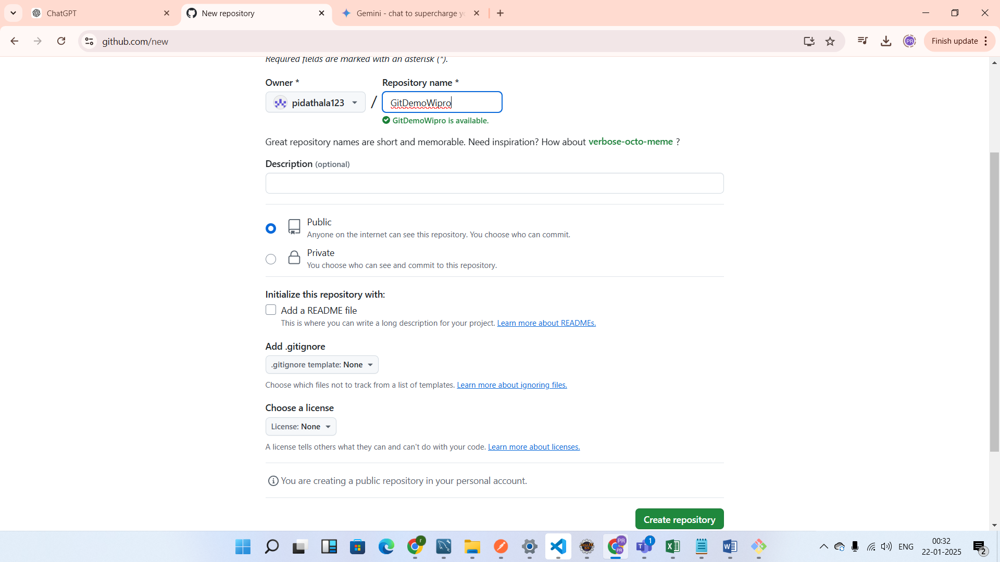 ChatGPT
New repository
Gemini - chat to supercharge yo
github.com/new
PR
Finish update
Required fields are marked with an asterisk (*).
Owner * Repository name *
pidathala123 / GitDemoWipro
GitDemoWipro is available.
Great repository names are short and memorable. Need inspiration? How about verbose-octo-meme ?
Description (optional)
Public
Anyone on the internet can see this repository. You choose who can commit.
Private
You choose who can see and commit to this repository.
Initialize this repository with:
Add a README file
This is where you can write a long description for your project. Learn more about READMEs.
Add .gitignore
.gitignore template: None
Choose which files not to track from a list of templates. Learn more about ignoring files.
Choose a license
License: None
A license tells others what they can and can't do with your code. Learn more about licenses.
You are creating a public repository in your personal account.
Create repository
r
PR
PR
1
ENG
00:32
22-01-2025
2